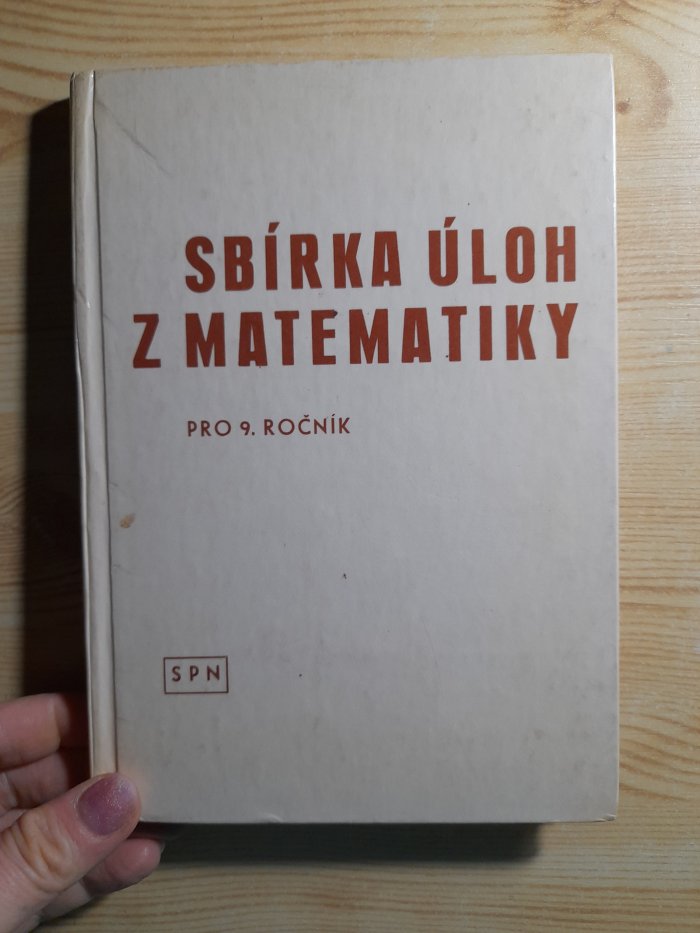 SBÍRKA ÚLOH
Z MATEMATIKY
PRO 9. ROČNÍK
SPN